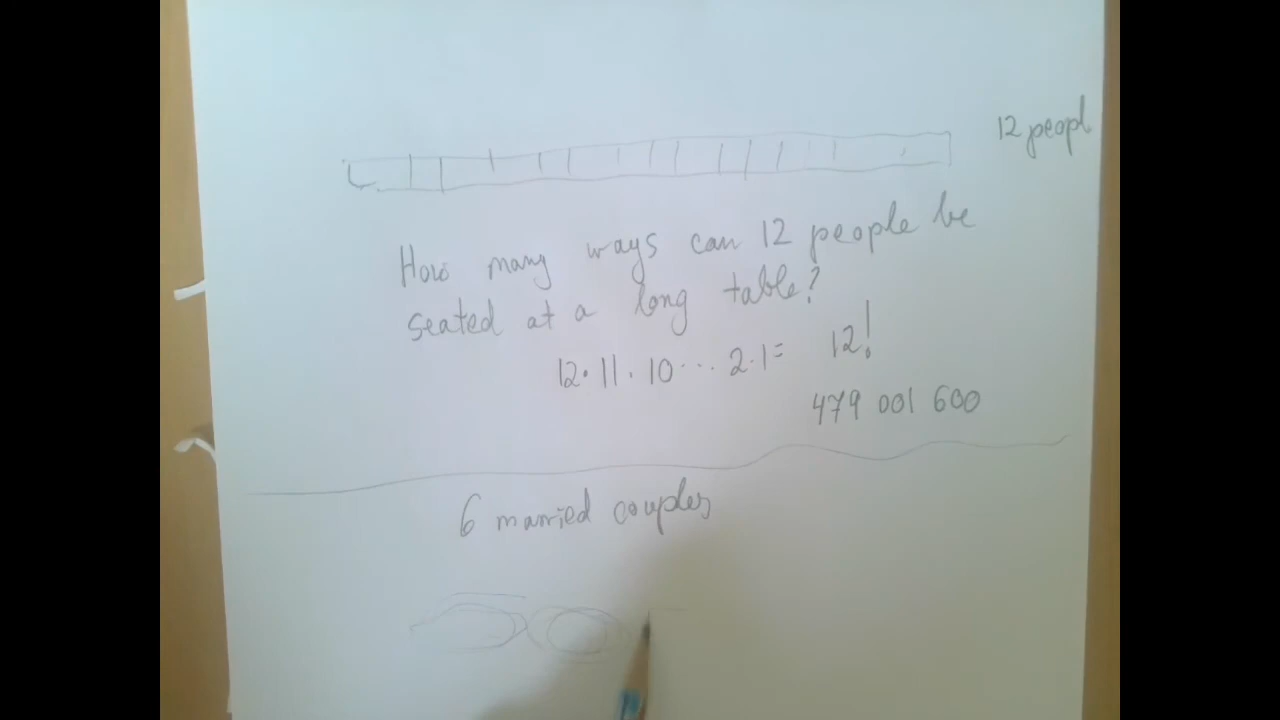 12 peopl
How many ways can 12 people be
seated at a long table?
12·11·10···2·1= 12!
479 001 600
6 married couples